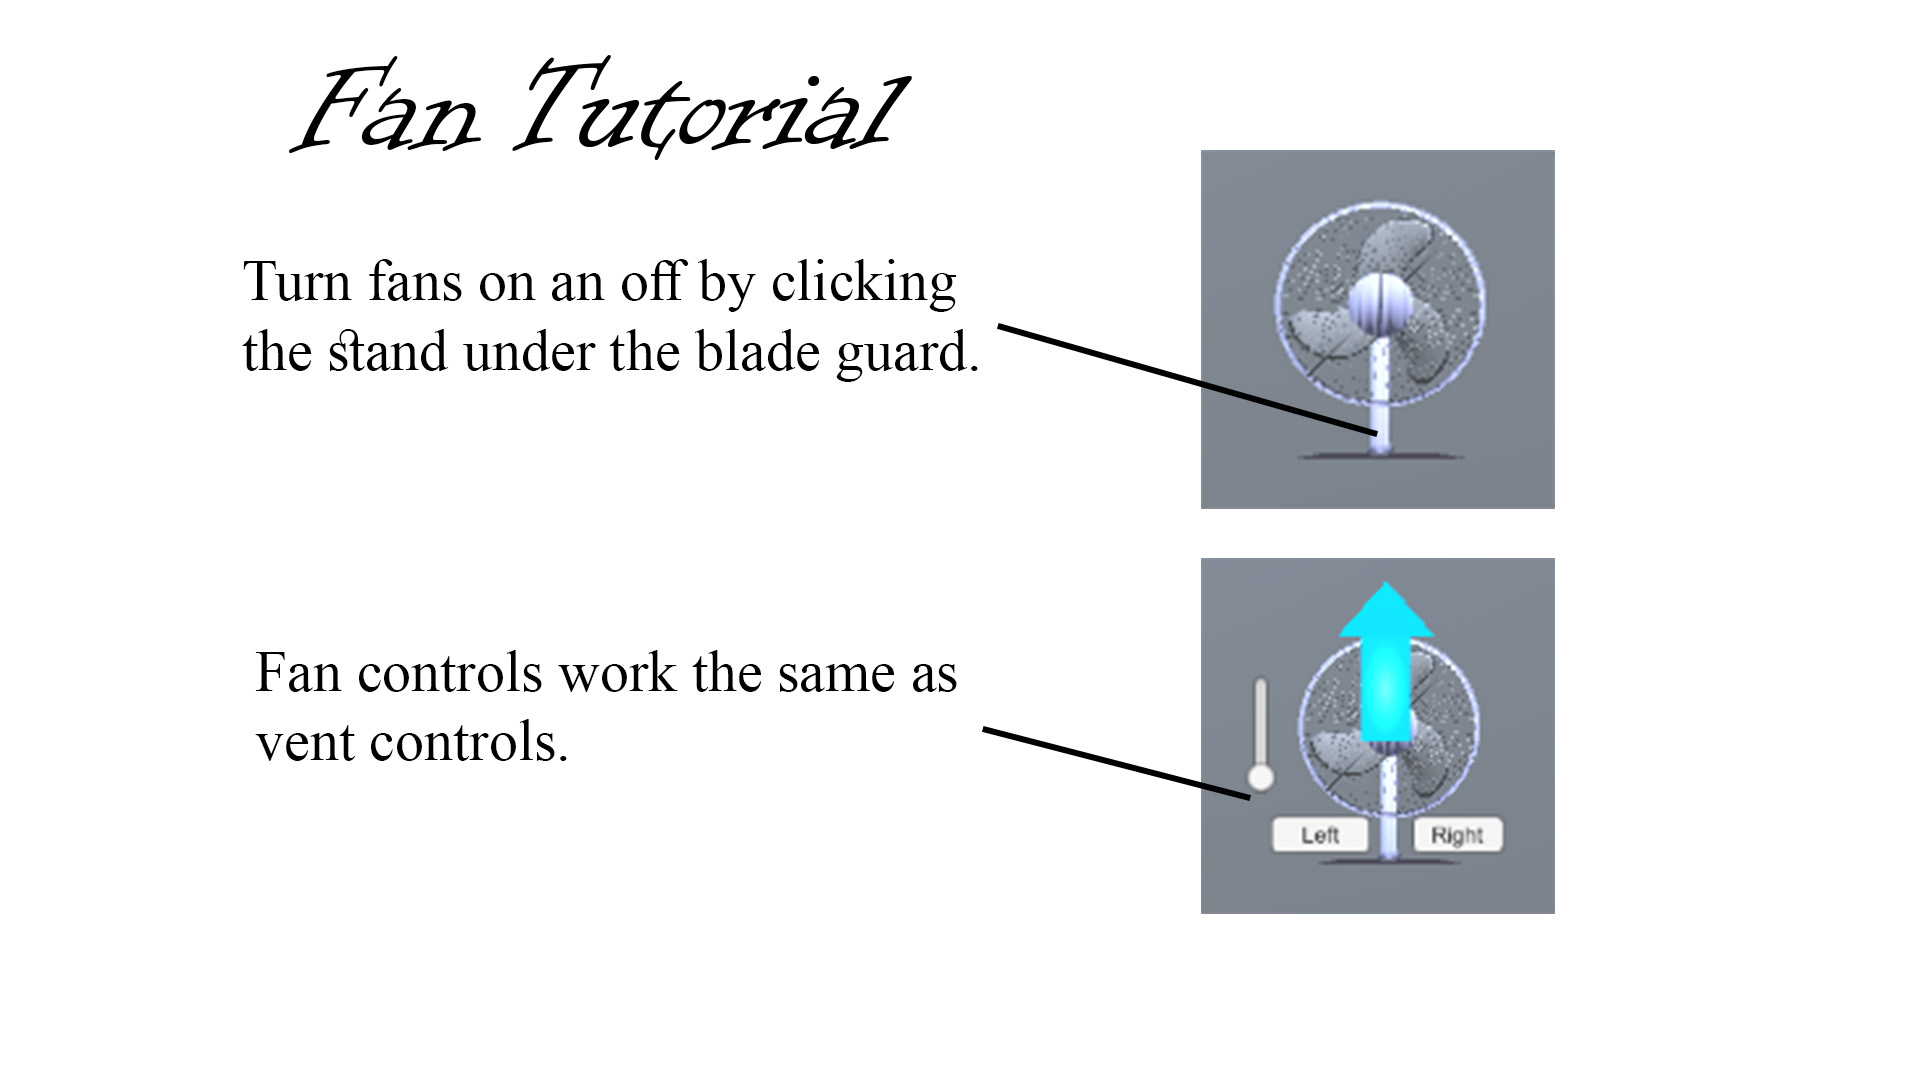 Fan Tutorial
Turn fans on an off by clicking
the stand under the blade guard.
Fan controls work the same as
vent controls.
Left
Right